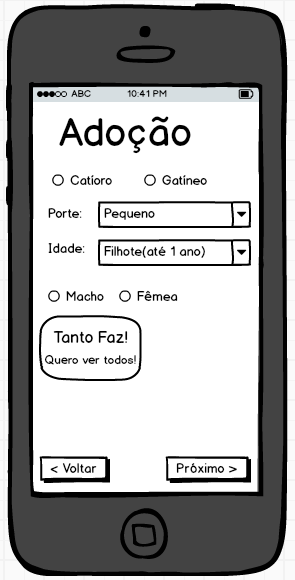 ABC 10:41 PM
Adoção
Catioro Gatíneo
Porte: Pequeno
Idade: Filhote(até 1 ano)
Macho Fêmea
Tanto Faz!
Quero ver todos!
< Voltar Próximo >